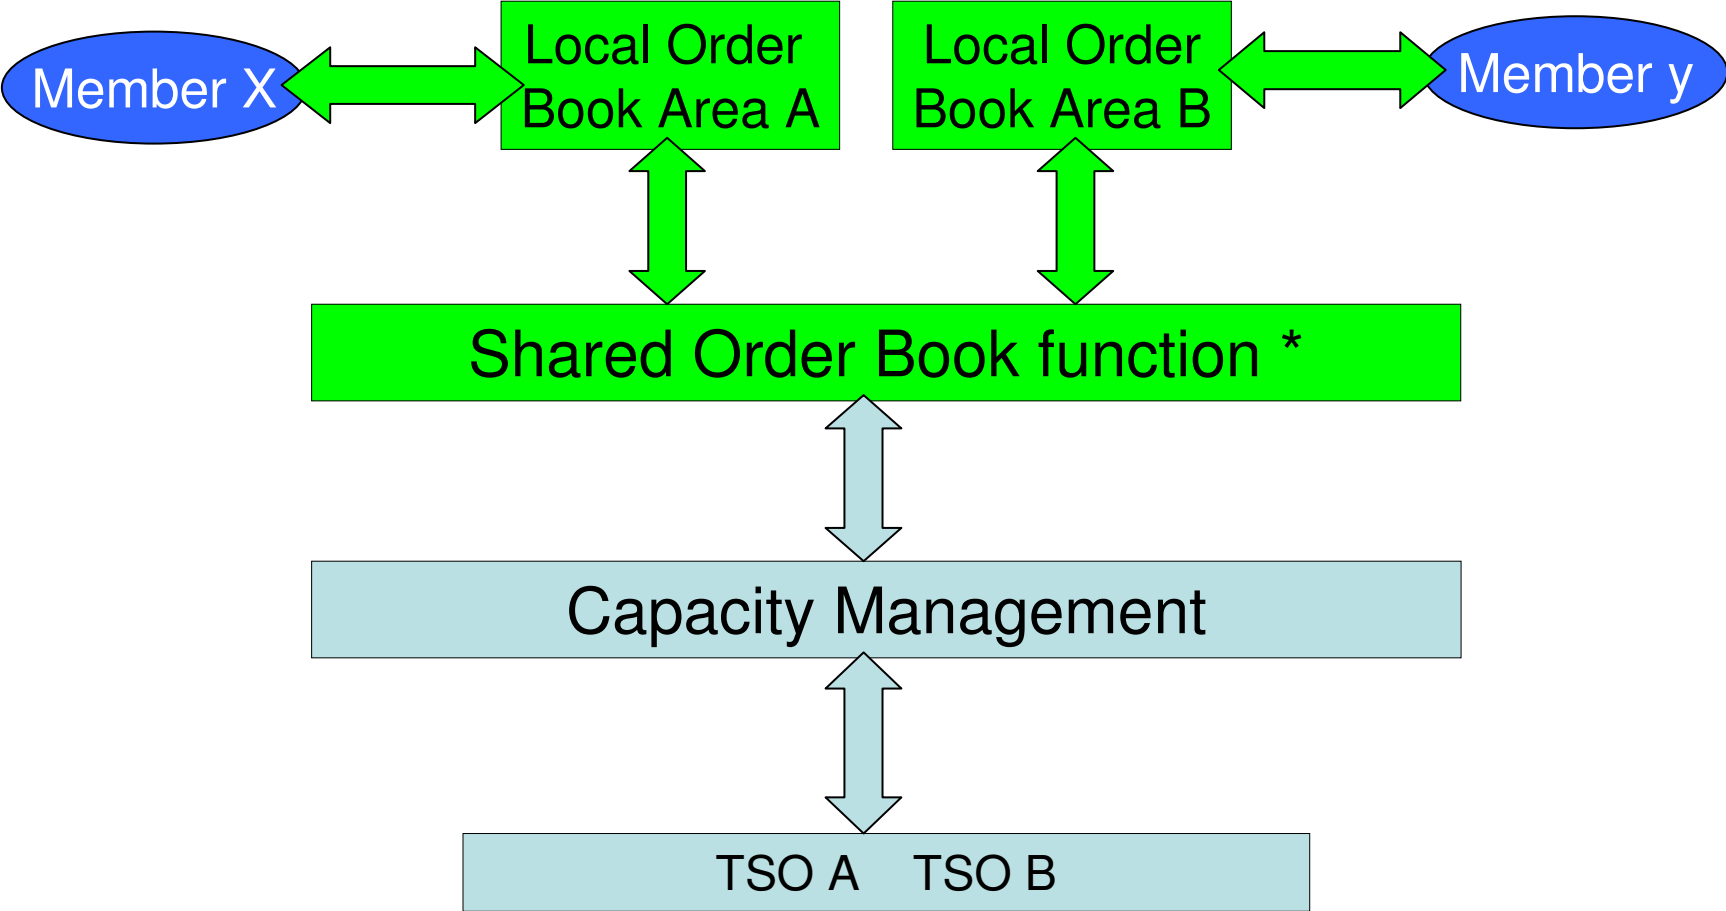 Member X
Local Order
Book Area A
Local Order
Book Area B
Member y
Shared Order Book function *
Capacity Management
TSO A TSO B